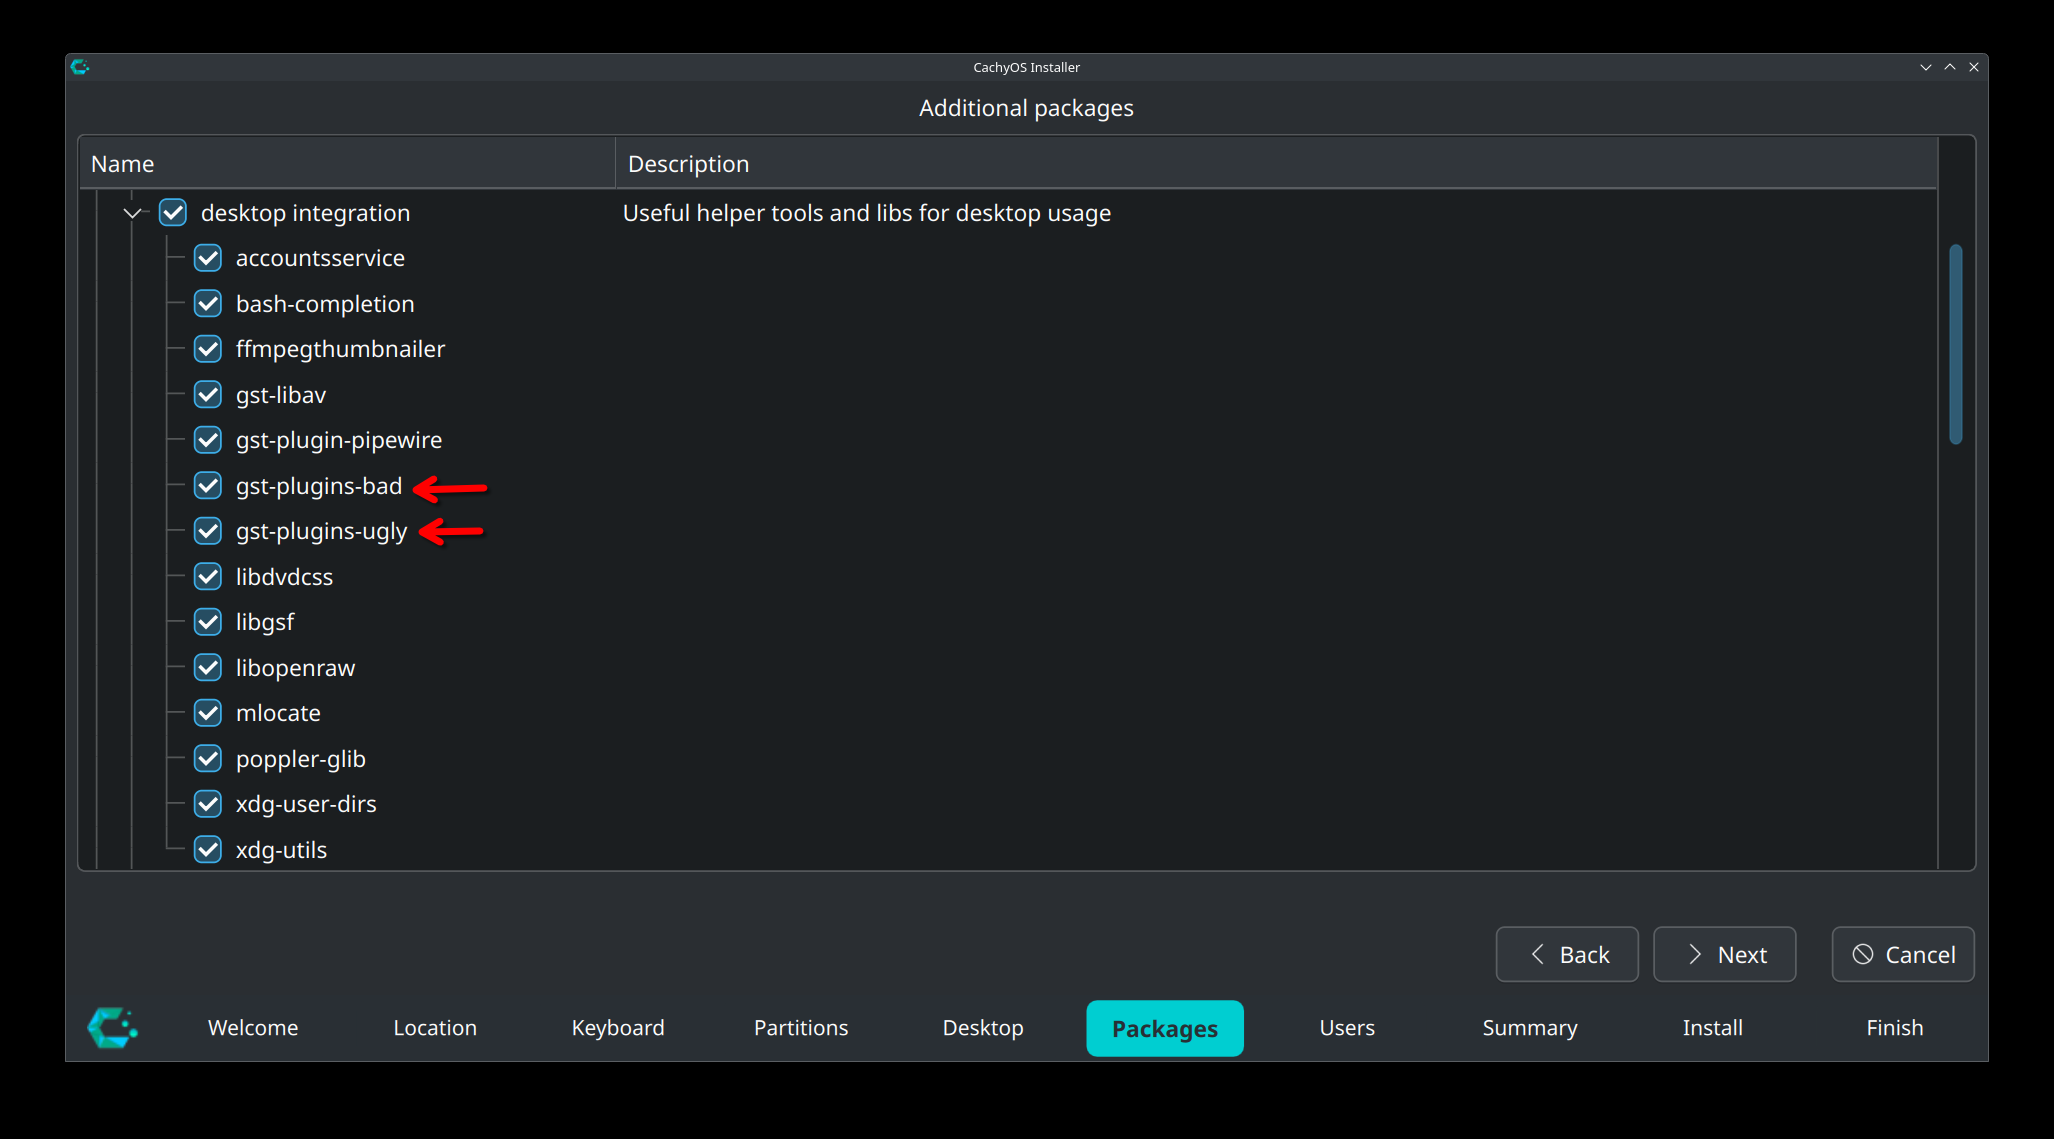 CachyOS Installer
Additional packages
Name Description
desktop integration Useful helper tools and libs for desktop usage
accountsservice
bash-completion
ffmpegthumbnailer
gst-libav
gst-plugin-pipewire
gst-plugins-bad
gst-plugins-ugly
libdvdcss
libgsf
libopenraw
mlocate
poppler-glib
xdg-user-dirs
xdg-utils
Back Next Cancel
Welcome Location Keyboard Partitions Desktop Packages Users Summary Install Finish